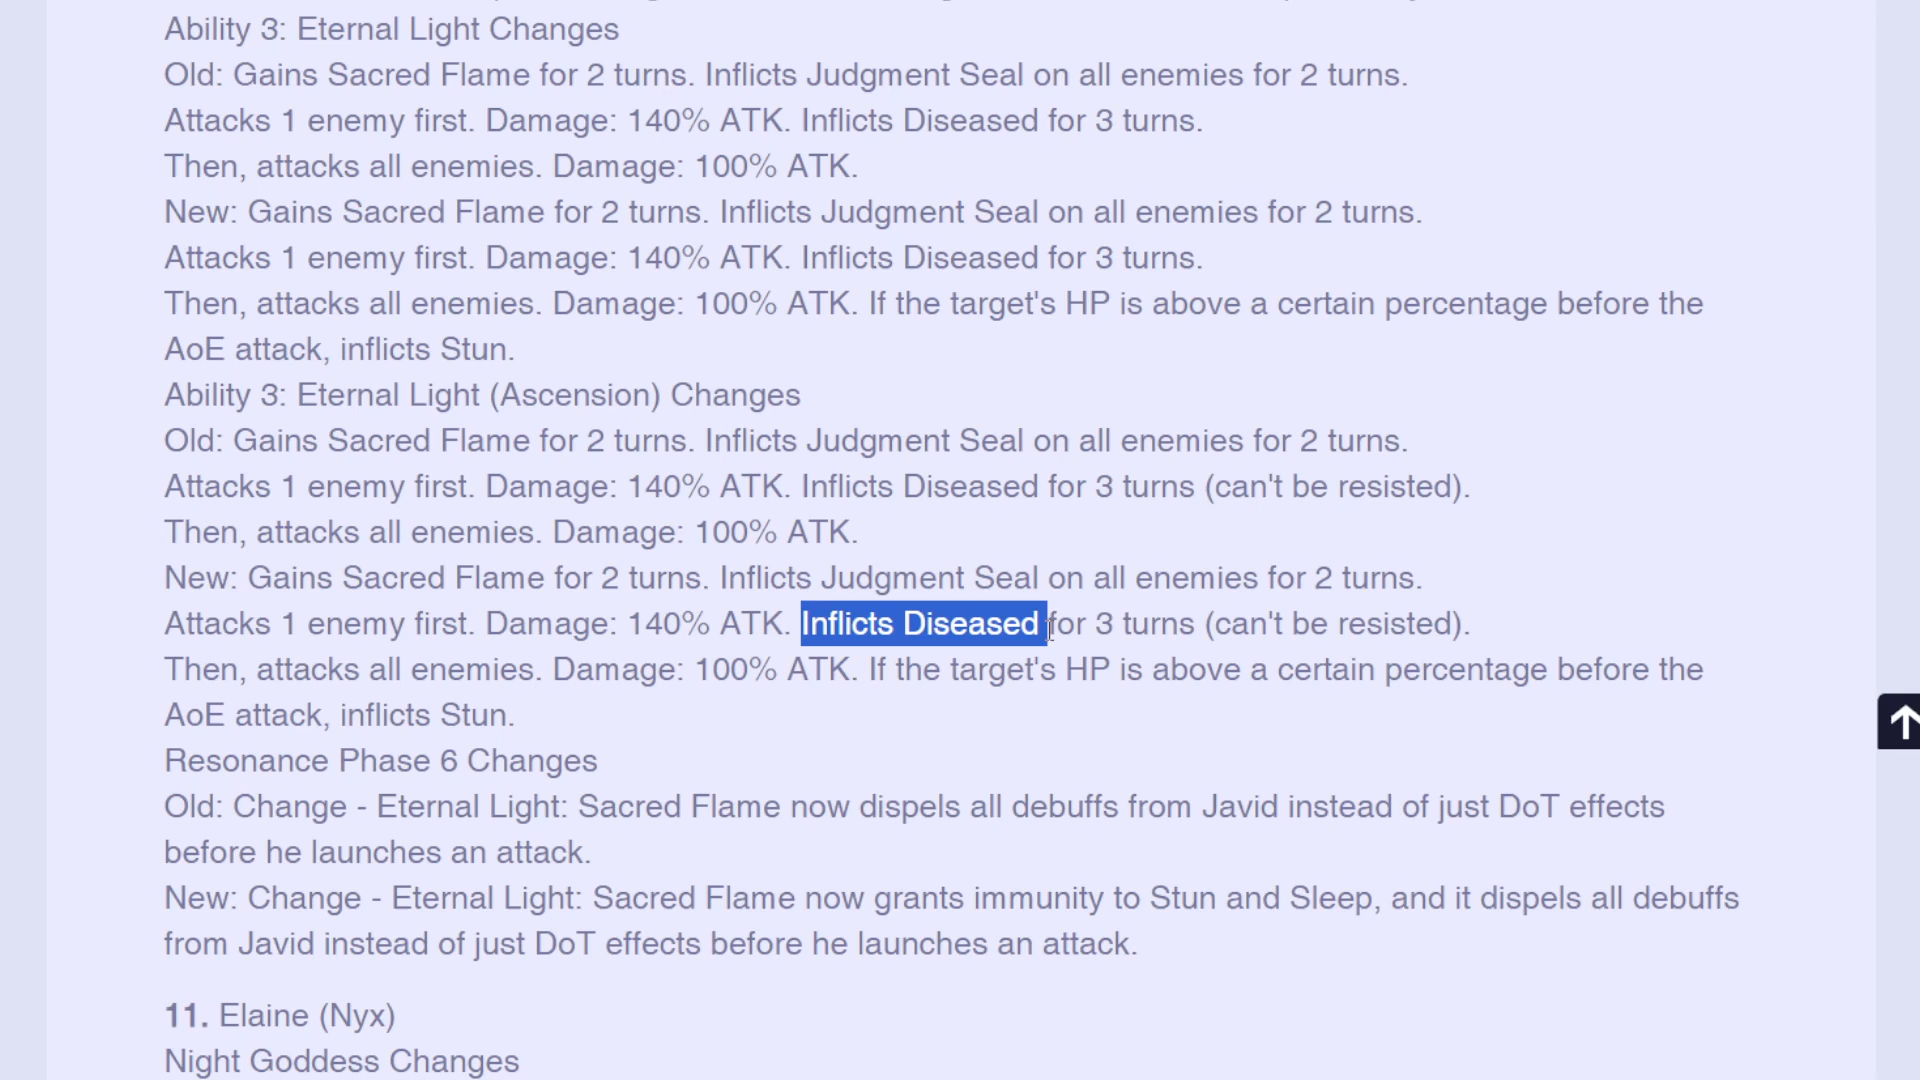 Ability 3: Eternal Light Changes
Old: Gains Sacred Flame for 2 turns. Inflicts Judgment Seal on all enemies for 2 turns.
Attacks 1 enemy first. Damage: 140% ATK. Inflicts Diseased for 3 turns.
Then, attacks all enemies. Damage: 100% ATK.
New: Gains Sacred Flame for 2 turns. Inflicts Judgment Seal on all enemies for 2 turns.
Attacks 1 enemy first. Damage: 140% ATK. Inflicts Diseased for 3 turns.
Then, attacks all enemies. Damage: 100% ATK. If the target's HP is above a certain percentage before the
AoE attack, inflicts Stun.
Ability 3: Eternal Light (Ascension) Changes
Old: Gains Sacred Flame for 2 turns. Inflicts Judgment Seal on all enemies for 2 turns.
Attacks 1 enemy first. Damage: 140% ATK. Inflicts Diseased for 3 turns (can't be resisted).
Then, attacks all enemies. Damage: 100% ATK.
New: Gains Sacred Flame for 2 turns. Inflicts Judgment Seal on all enemies for 2 turns.
Attacks 1 enemy first. Damage: 140% ATK. Inflicts Diseased for 3 turns (can't be resisted).
Then, attacks all enemies. Damage: 100% ATK. If the target's HP is above a certain percentage before the
AoE attack, inflicts Stun.
Resonance Phase 6 Changes
Old: Change - Eternal Light: Sacred Flame now dispels all debuffs from Javid instead of just DoT effects
before he launches an attack.
New: Change - Eternal Light: Sacred Flame now grants immunity to Stun and Sleep, and it dispels all debuffs
from Javid instead of just DoT effects before he launches an attack.
11. Elaine (Nyx)
Night Goddess Changes